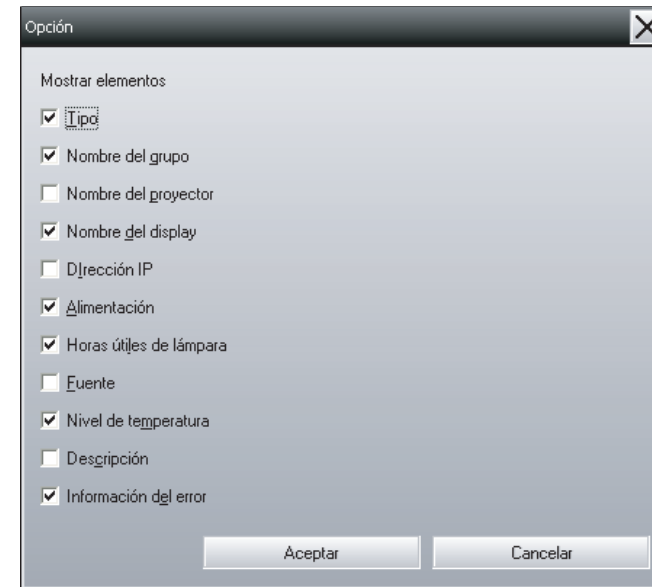 Opción
Mostrar elementos
Tipo
Nombre del grupo
Nombre del proyector
Nombre del display
DIrección IP
Alimentación
Horas útiles de lámpara
Fuente
Nivel de temperatura
Descripción
Información del error
Aceptar
Cancelar